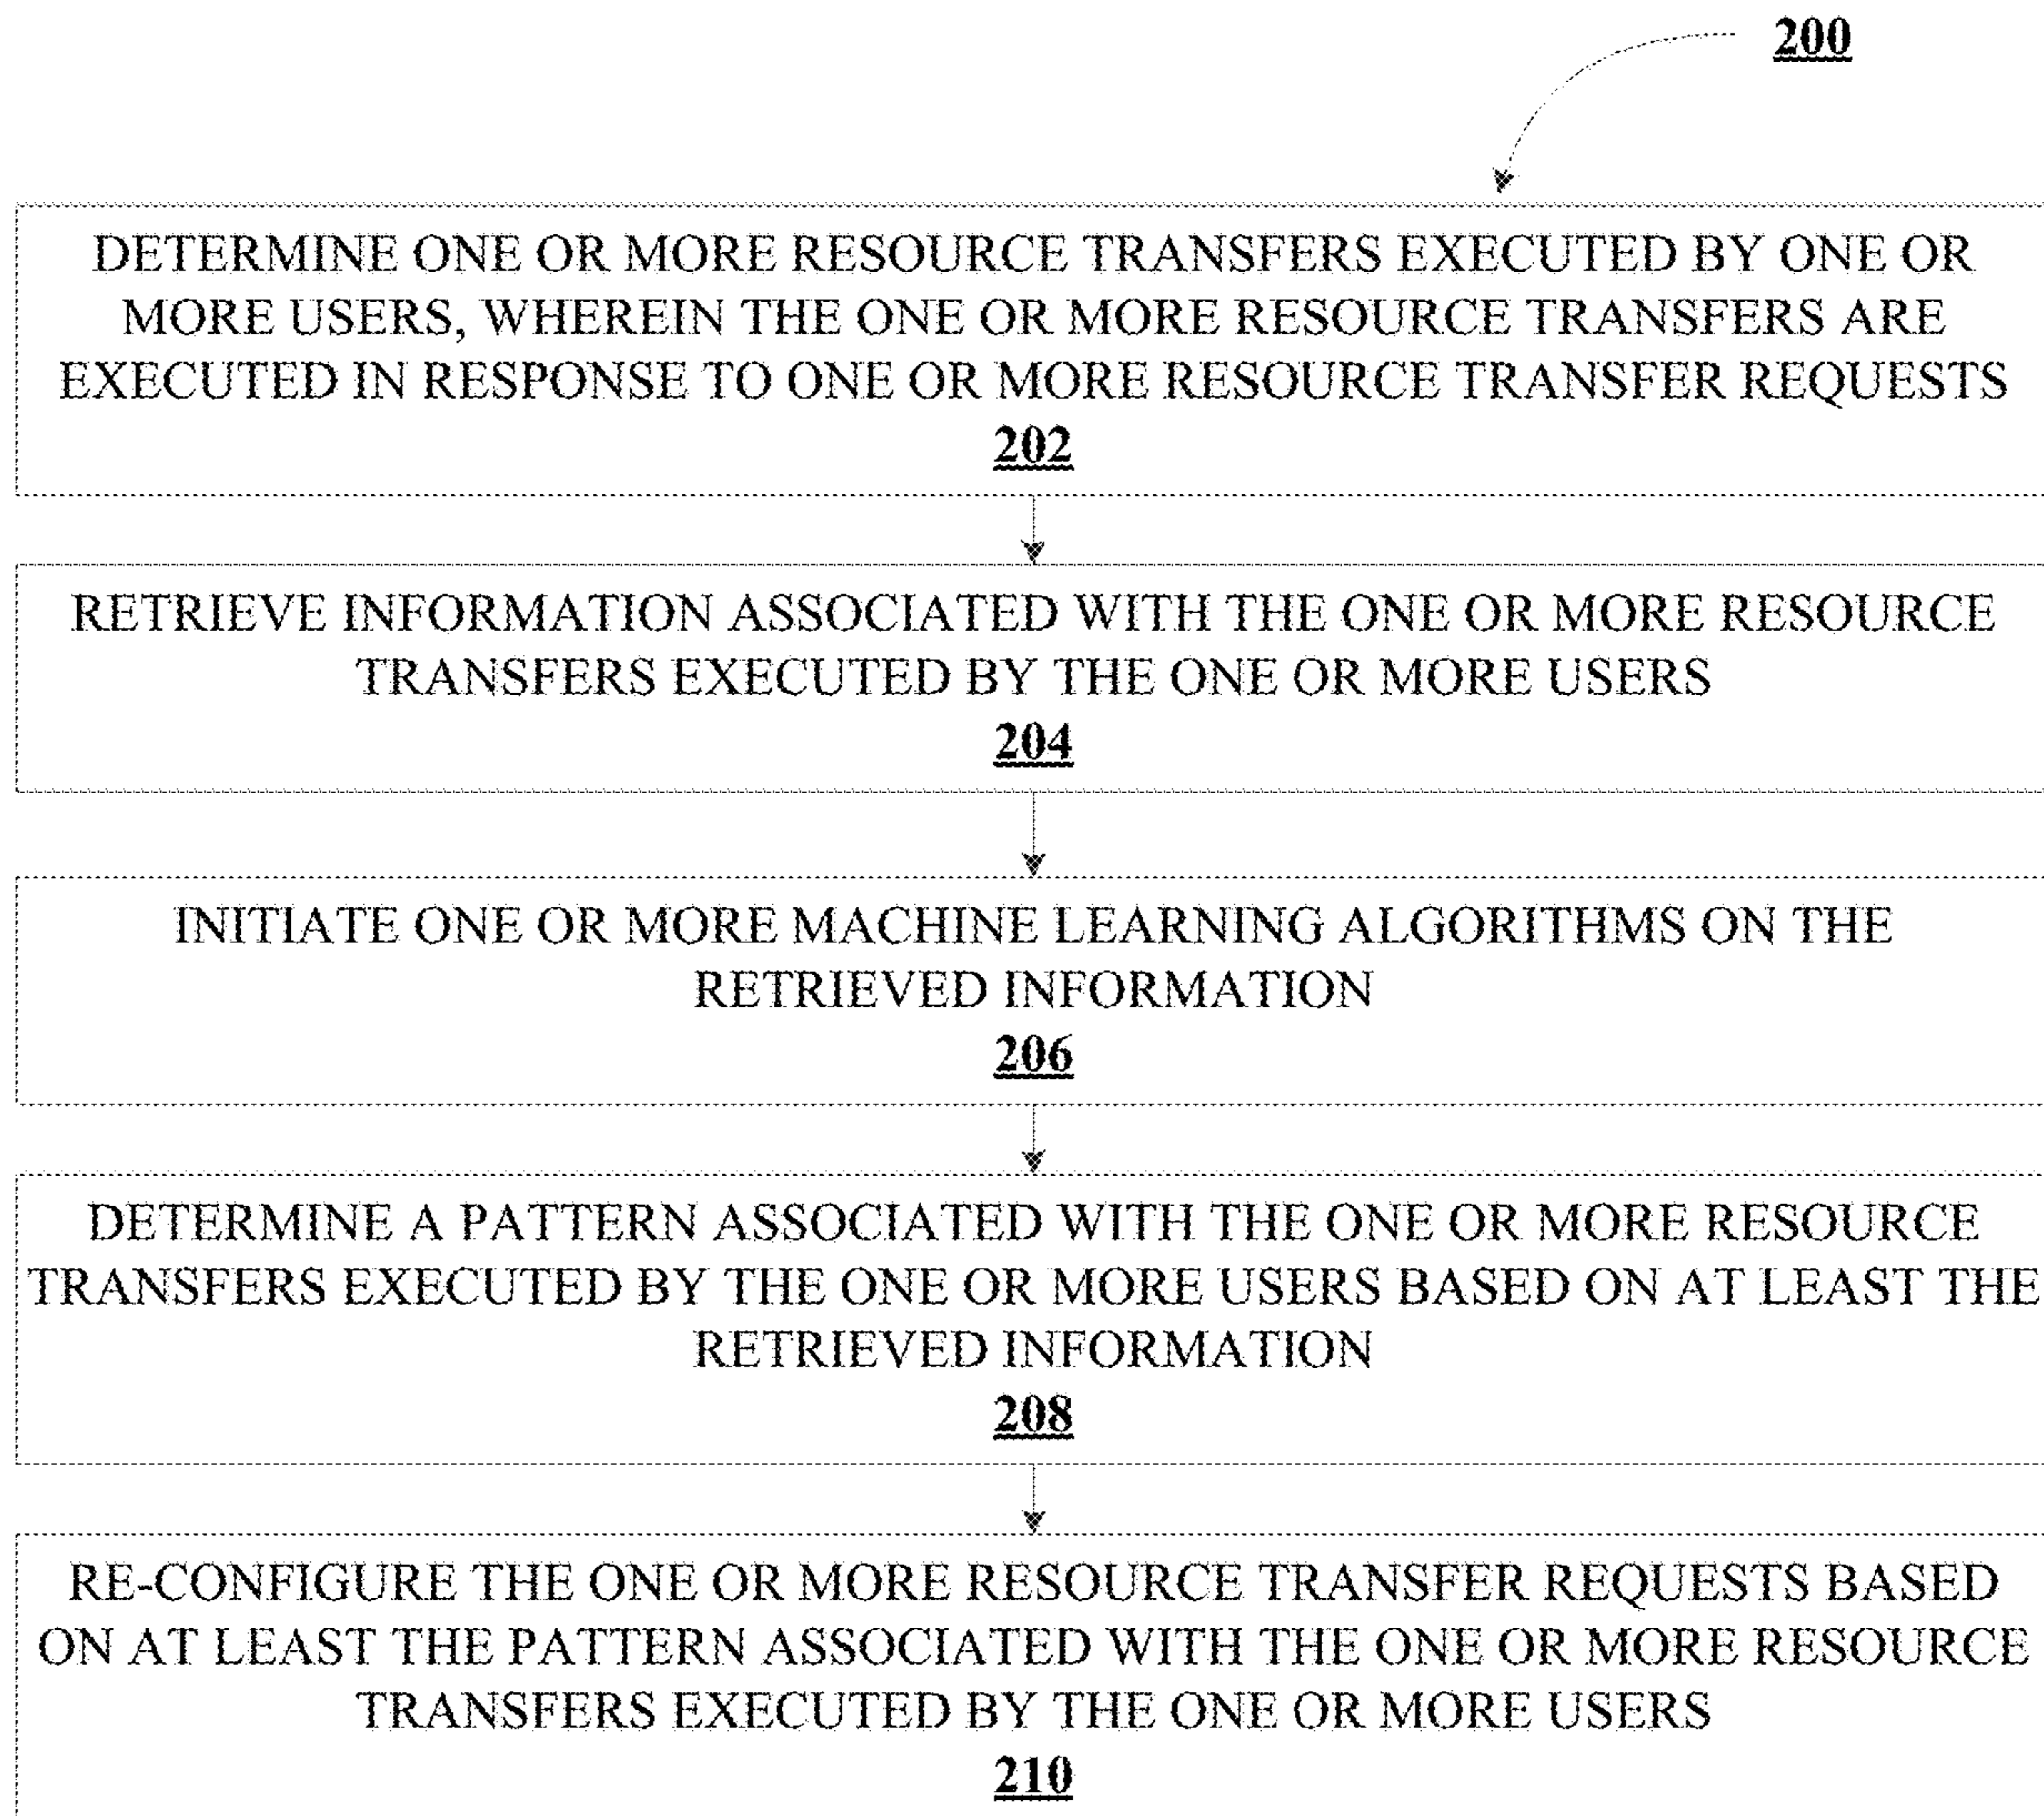 200
DETERMINE ONE OR MORE RESOURCE TRANSFERS EXECUTED BY ONE OR
MORE USERS, WHEREIN THE ONE OR MORE RESOURCE TRANSFERS ARE
EXECUTED IN RESPONSE TO ONE OR MORE RESOURCE TRANSFER REQUESTS
202
RETRIEVE INFORMATION ASSOCIATED WITH THE ONE OR MORE RESOURCE
TRANSFERS EXECUTED BY THE ONE OR MORE USERS
204
INITIATE ONE OR MORE MACHINE LEARNING ALGORITHMS ON THE
RETRIEVED INFORMATION
206
DETERMINE A PATTERN ASSOCIATED WITH THE ONE OR MORE RESOURCE
TRANSFERS EXECUTED BY THE ONE OR MORE USERS BASED ON AT LEAST THE
RETRIEVED INFORMATION
208
RE-CONFIGURE THE ONE OR MORE RESOURCE TRANSFER REQUESTS BASED
ON AT LEAST THE PATTERN ASSOCIATED WITH THE ONE OR MORE RESOURCE
TRANSFERS EXECUTED BY THE ONE OR MORE USERS
210